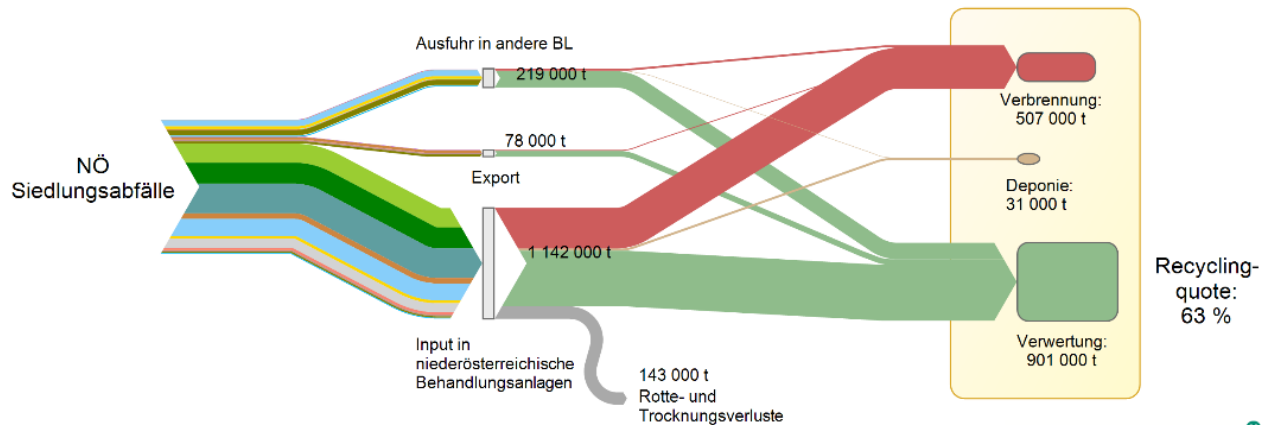 Ausfuhr in andere BL
219 000 t
NÖ
Siedlungsabfälle
78 000 t
Export
1 142 000 t
Input in
niederösterreichische
Behandlungsanlagen
143 000 t
Rotte- und
Trocknungsverluste
Verbrennung:
507 000 t
Deponie:
31 000 t
Verwertung:
901 000 t
Recycling-
quote:
63 %